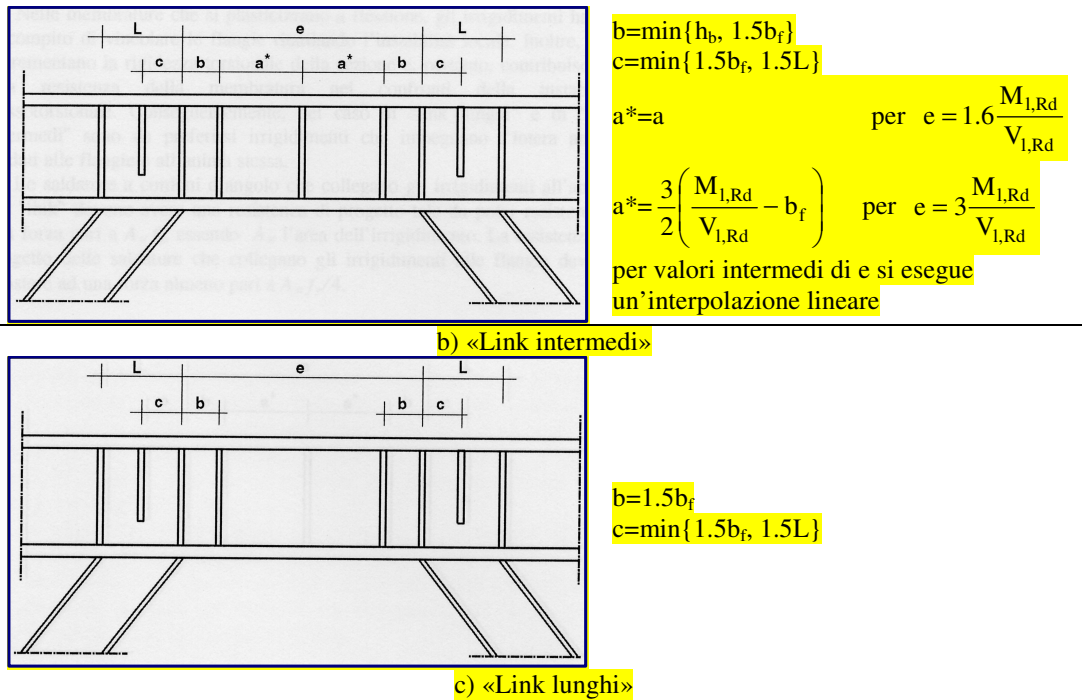 L e L
c b a* a* b c
b=min{h_b, 1.5b_f}
c=min{1.5b_f, 1.5L}
a*=a per e = 1.6 M_l,Rd / V_l,Rd
a*= 3/2 ( M_l,Rd / V_l,Rd − b_f ) per e = 3 M_l,Rd / V_l,Rd
per valori intermedi di e si esegue
un’interpolazione lineare
b) «Link intermedi»
L e L
c b b c
b=1.5b_f
c=min{1.5b_f, 1.5L}
c) «Link lunghi»